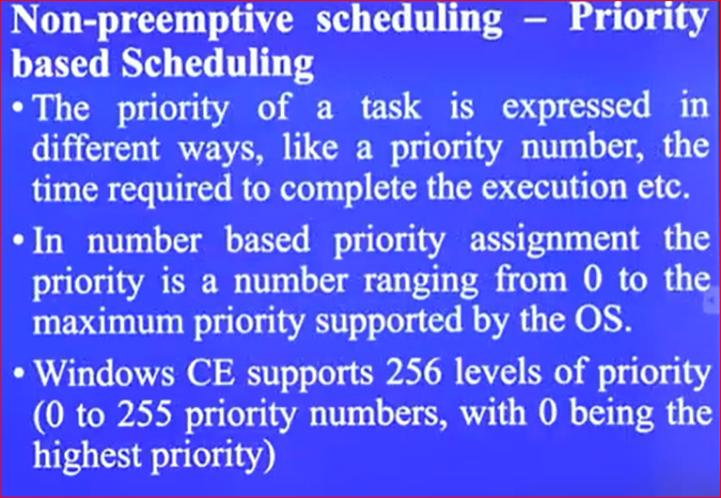 Non-preemptive scheduling – Priority
based Scheduling
• The priority of a task is expressed in
different ways, like a priority number, the
time required to complete the execution etc.
• In number based priority assignment the
priority is a number ranging from 0 to the
maximum priority supported by the OS.
• Windows CE supports 256 levels of priority
(0 to 255 priority numbers, with 0 being the
highest priority)